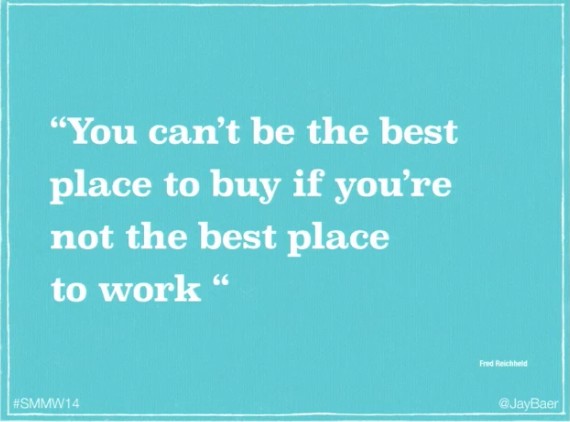 “You can’t be the best
place to buy if you’re
not the best place
to work “
Fred Reichheld
#SMMW14
@JayBaer